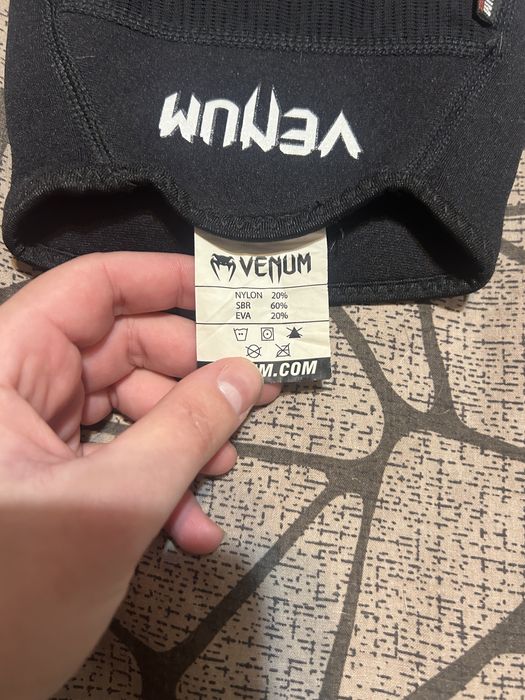 VENUM
VENUM
NYLON 20%
SBR 60%
EVA 20%
M.COM